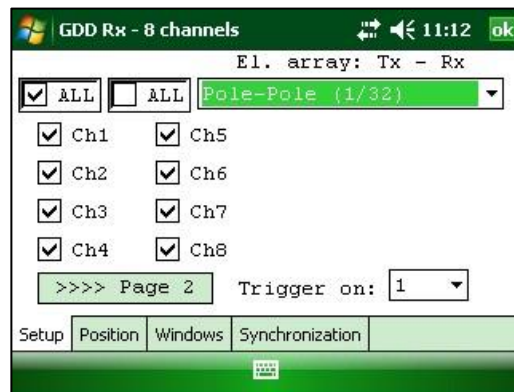 GDD Rx - 8 channels 11:12 ok
El. array: Tx - Rx
ALL ALL Pole-Pole (1/32)
Ch1 Ch5
Ch2 Ch6
Ch3 Ch7
Ch4 Ch8
>>>> Page 2 Trigger on: 1
Setup Position Windows Synchronization